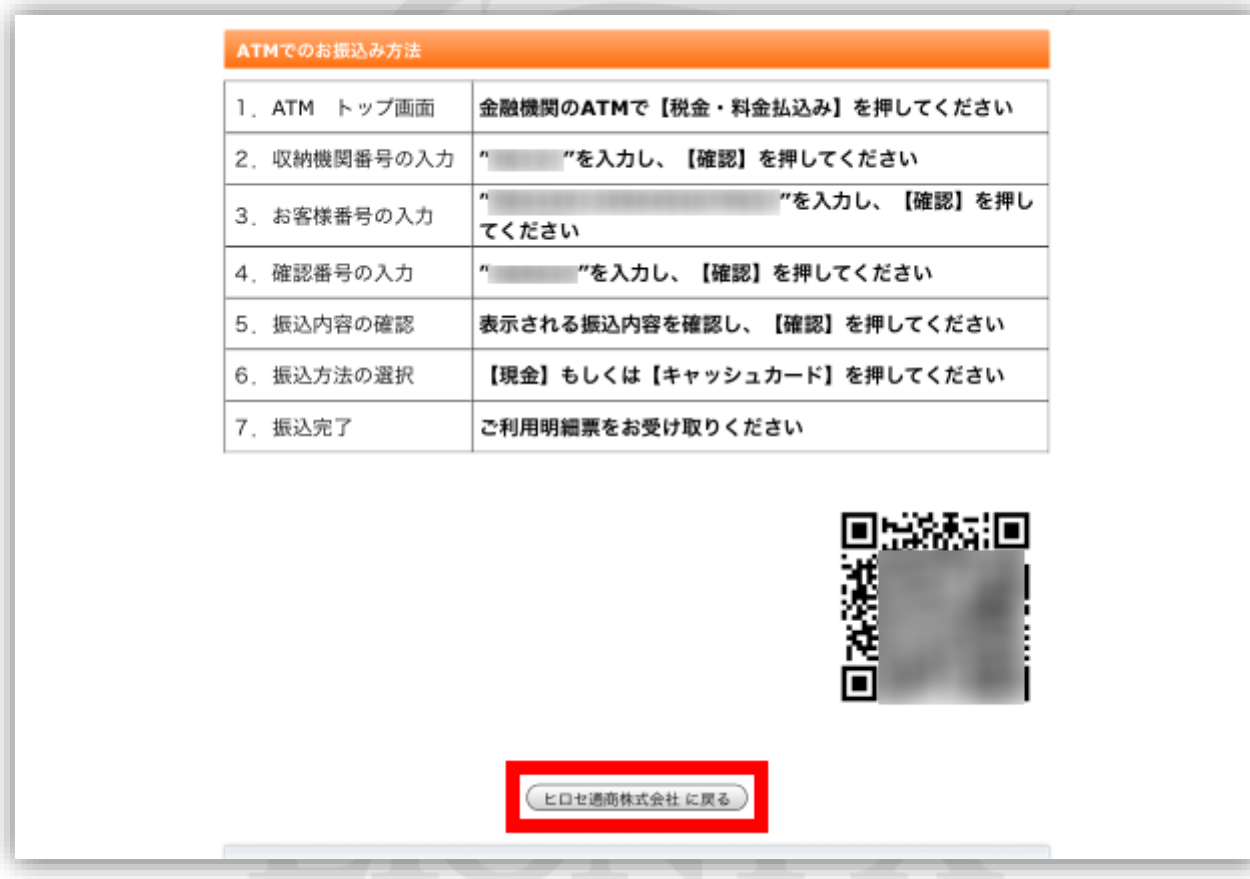 ATMでのお振込み方法
1. ATM　トップ画面
金融機関のATMで【税金・料金払込み】を押してください
2. 収納機関番号の入力
" "を入力し、【確認】を押してください
3. お客様番号の入力
" "を入力し、【確認】を押し
てください
4. 確認番号の入力
" "を入力し、【確認】を押してください
5. 振込内容の確認
表示される振込内容を確認し、【確認】を押してください
6. 振込方法の選択
【現金】もしくは【キャッシュカード】を押してください
7. 振込完了
ご利用明細票をお受け取りください
ヒロセ通商株式会社 に戻る